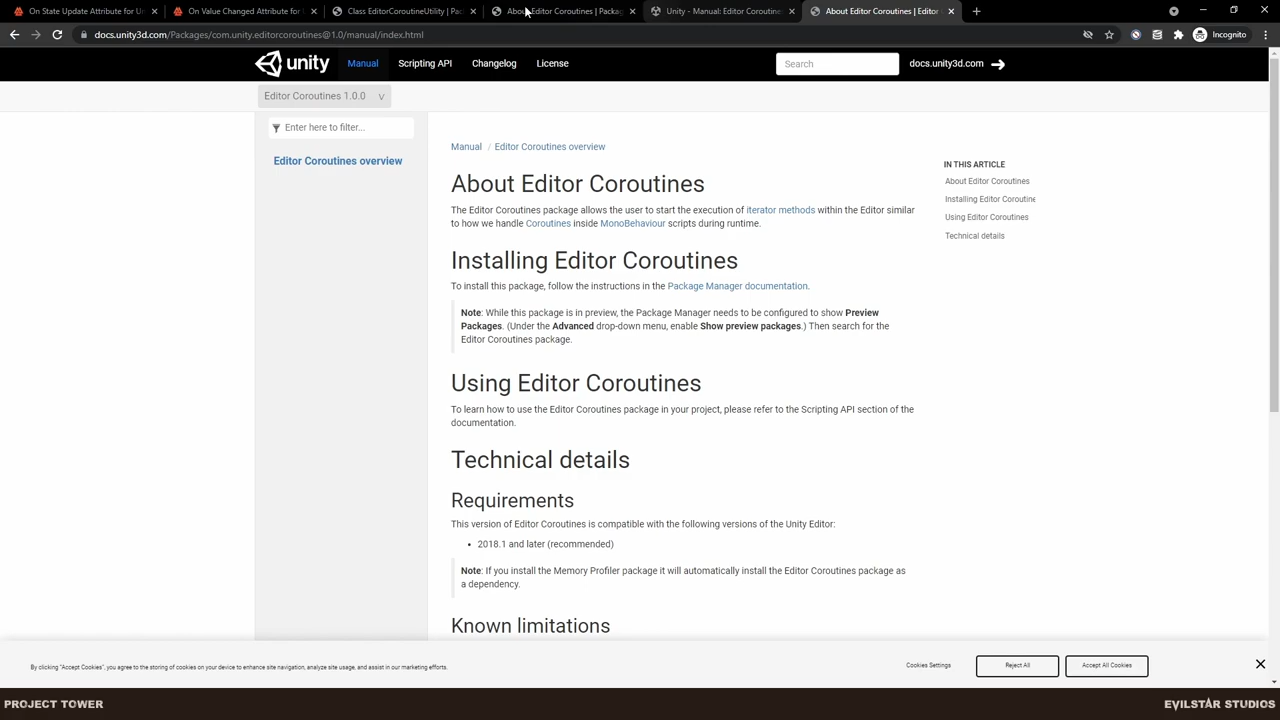 On State Update Attribute for Un
On Value Changed Attribute for U
Class EditorCoroutineUtility | Pac
About Editor Coroutines | Packag
Unity - Manual: Editor Coroutines
About Editor Coroutines | Editor C
docs.unity3d.com/Packages/com.unity.editorcoroutines@1.0/manual/index.html
Incognito
unity
Manual
Scripting API
Changelog
License
Search
docs.unity3d.com
Editor Coroutines 1.0.0
Enter here to filter...
Editor Coroutines overview
Manual / Editor Coroutines overview
About Editor Coroutines
The Editor Coroutines package allows the user to start the execution of iterator methods within the Editor similar
to how we handle Coroutines inside MonoBehaviour scripts during runtime.
Installing Editor Coroutines
To install this package, follow the instructions in the Package Manager documentation.
Note: While this package is in preview, the Package Manager needs to be configured to show Preview
Packages. (Under the Advanced drop-down menu, enable Show preview packages.) Then search for the
Editor Coroutines package.
Using Editor Coroutines
To learn how to use the Editor Coroutines package in your project, please refer to the Scripting API section of the
documentation.
Technical details
Requirements
This version of Editor Coroutines is compatible with the following versions of the Unity Editor:
• 2018.1 and later (recommended)
Note: If you install the Memory Profiler package it will automatically install the Editor Coroutines package as
a dependency.
Known limitations
IN THIS ARTICLE
About Editor Coroutines
Installing Editor Coroutine
Using Editor Coroutines
Technical details
By clicking "Accept Cookies", you agree to the storing of cookies on your device to enhance site navigation, analyze site usage, and assist in our marketing efforts.
Cookies Settings
Reject All
Accept All Cookies
PROJECT TOWER
EVILSTAR STUDIOS